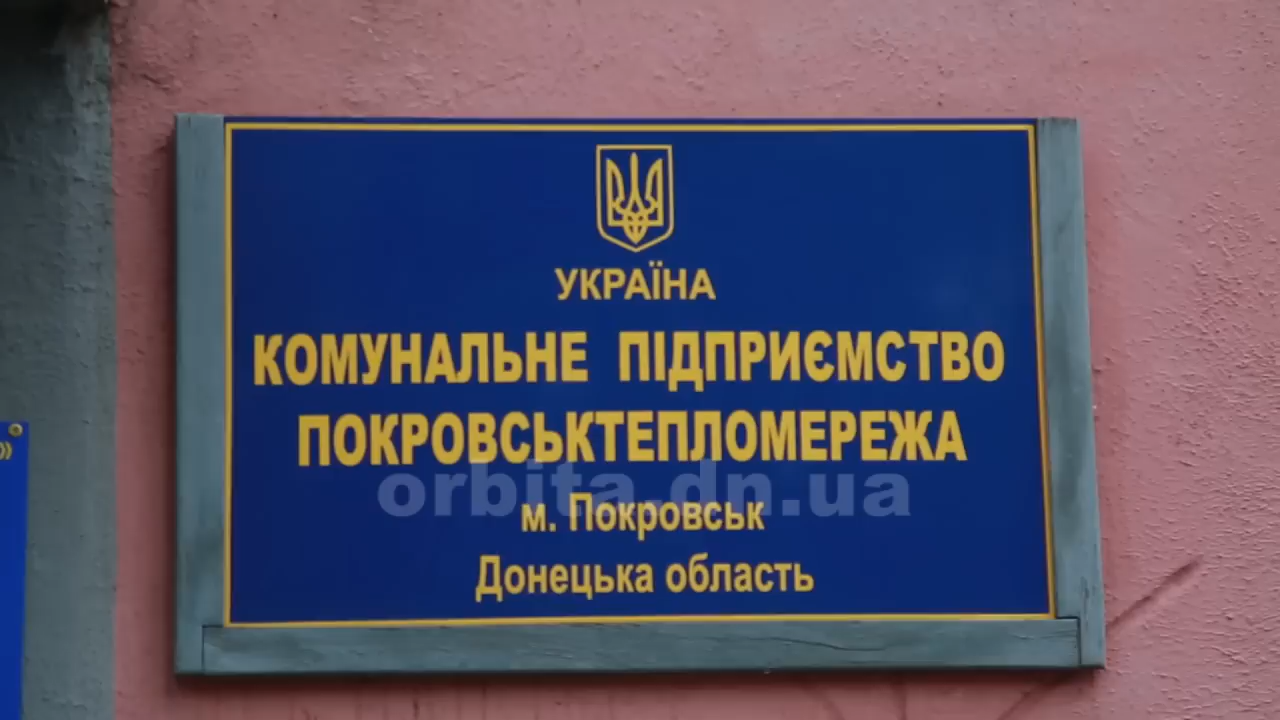 УКРАЇНА
КОМУНАЛЬНЕ ПІДПРИЄМСТВО
ПОКРОВСЬКТЕПЛОМЕРЕЖА
orbita.dn.ua
м. Покровськ
Донецька область
»